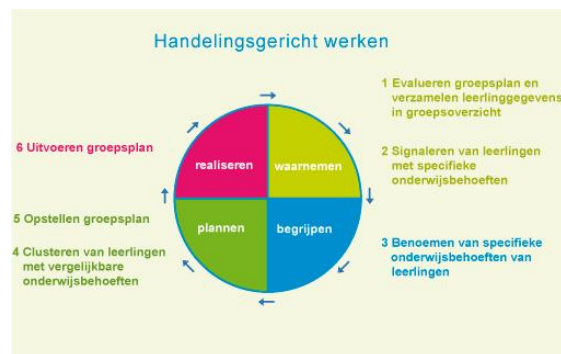 Handelingsgericht werken
1 Evalueren groepsplan en
verzamelen leerlinggegevens
in groepsoverzicht
2 Signaleren van leerlingen
met specifieke
onderwijsbehoeften
3 Benoemen van specifieke
onderwijsbehoeften van
leerlingen
4 Clusteren van leerlingen
met vergelijkbare
onderwijsbehoeften
5 Opstellen groepsplan
6 Uitvoeren groepsplan
realiseren
waarnemen
plannen
begrijpen